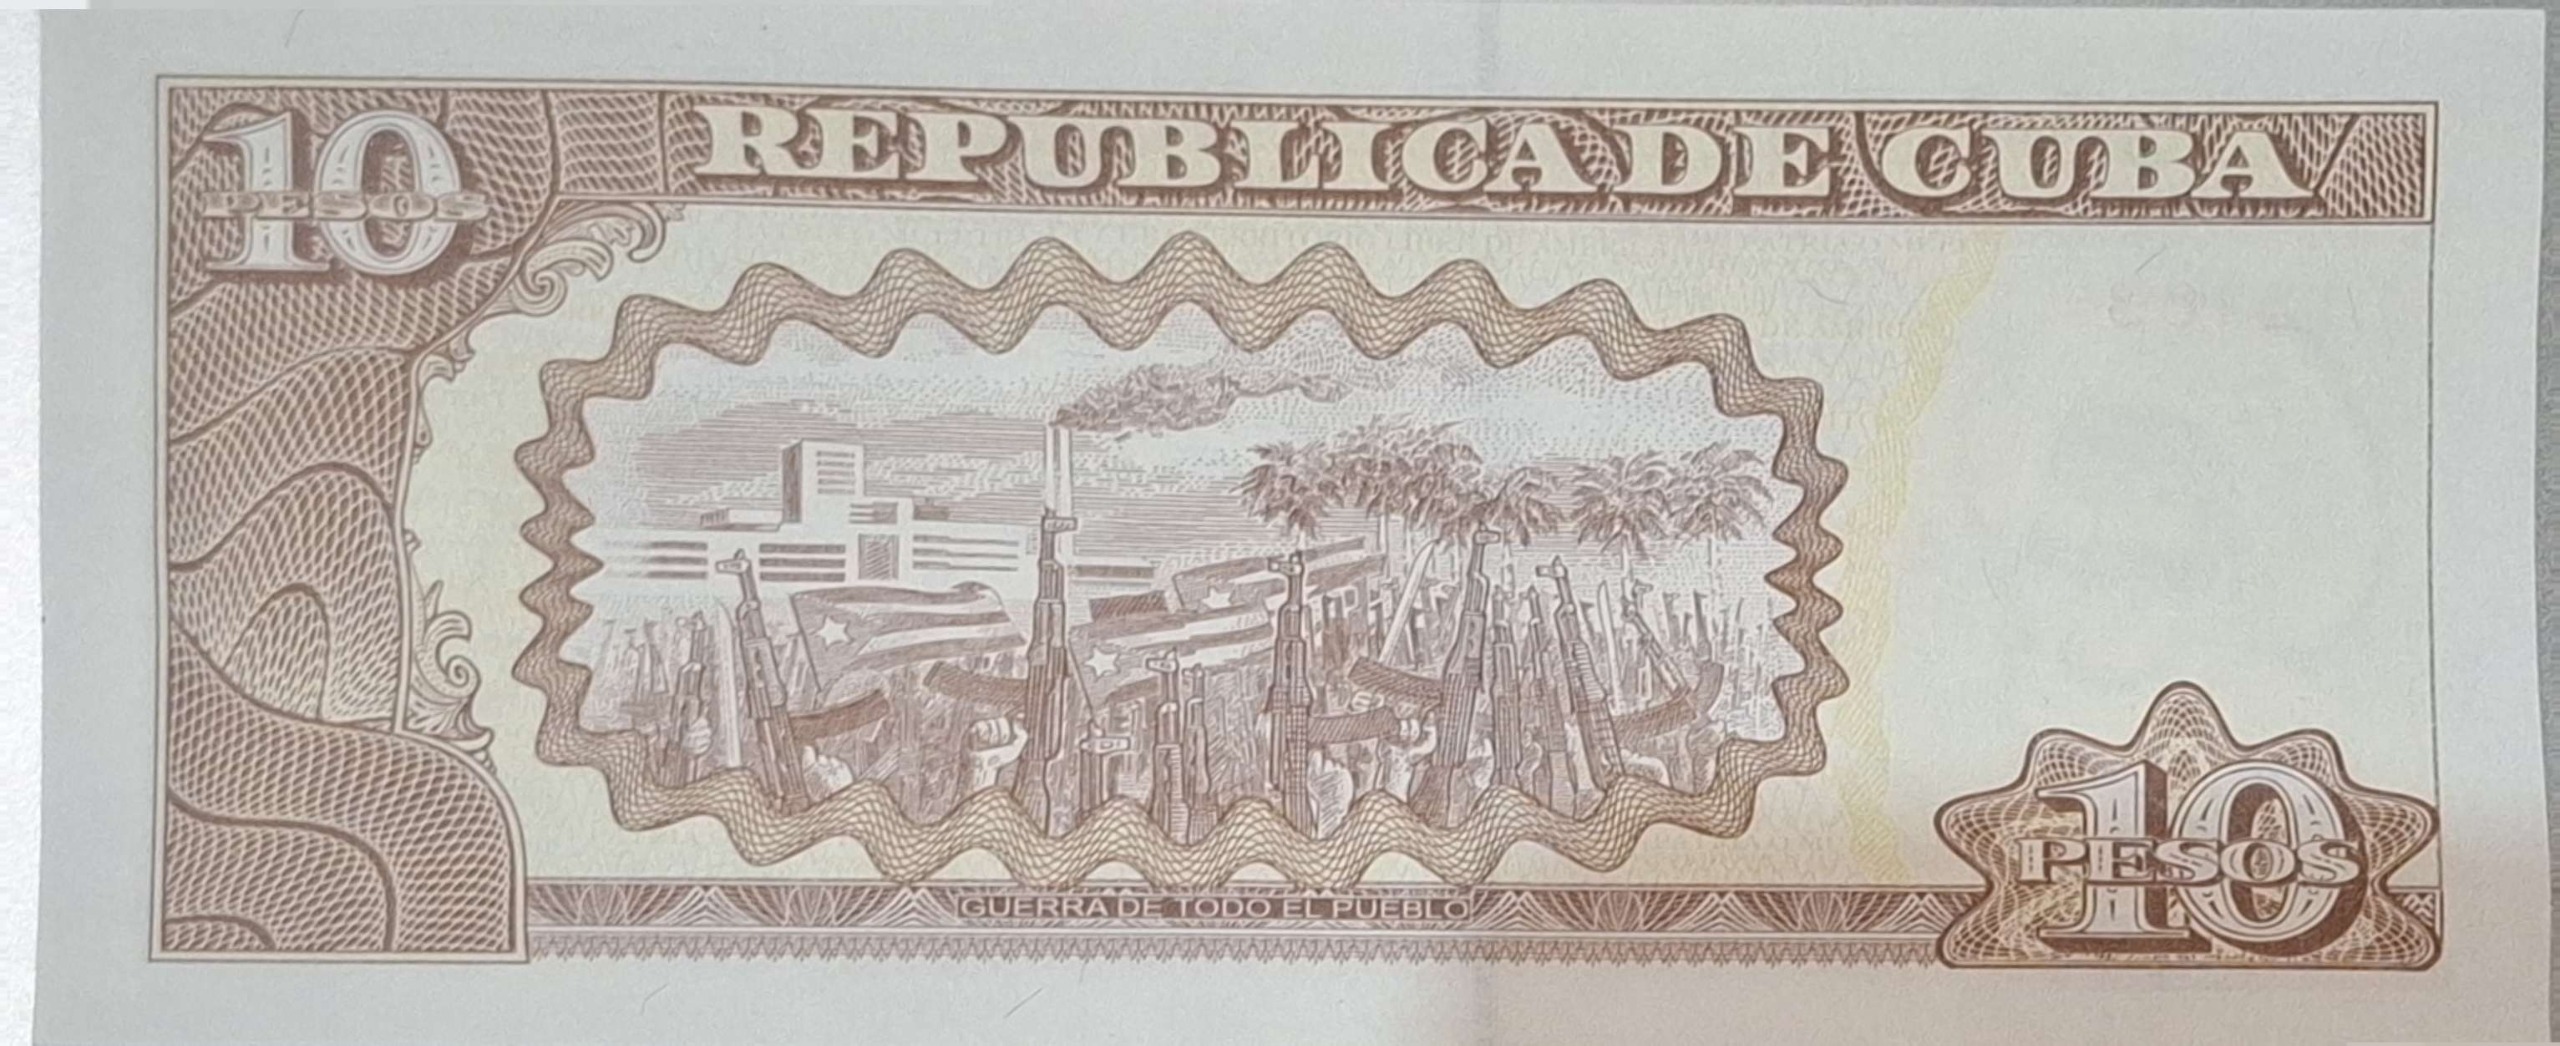 10
PESOS
REPUBLICA DE CUBA
GUERRA DE TODO EL PUEBLO
10
PESOS